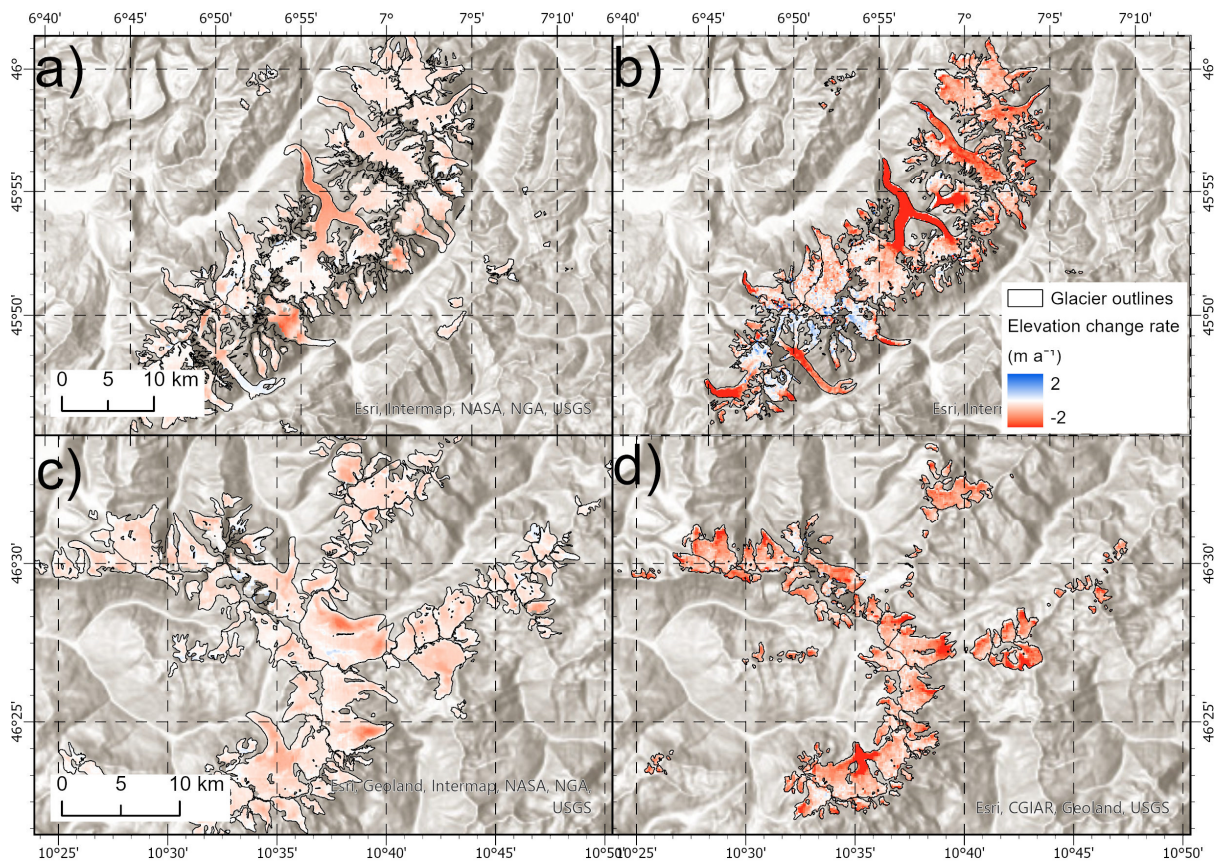 6°40' 6°45' 6°50' 6°55' 7° 7°5' 6°40' 6°45' 6°50' 6°55' 7° 7°5' 7°10'
a) b)
46° 46°
45°55' 45°55'
45°50' 45°50'
Glacier outlines
Elevation change rate
(m a⁻¹)
2
-2
0 5 10 km
Esri, Intermap, NASA, NGA, USGS
Esri, Intern
c) d)
46°30' 46°30'
46°25' 46°25'
0 5 10 km
Esri, Geoland, Intermap, NASA, NGA,
USGS
Esri, CGIAR, Geoland, USGS
10°25' 10°30' 10°35' 10°40' 10°45' 10°50' 10°30' 10°35' 10°40' 10°45' 10°50'